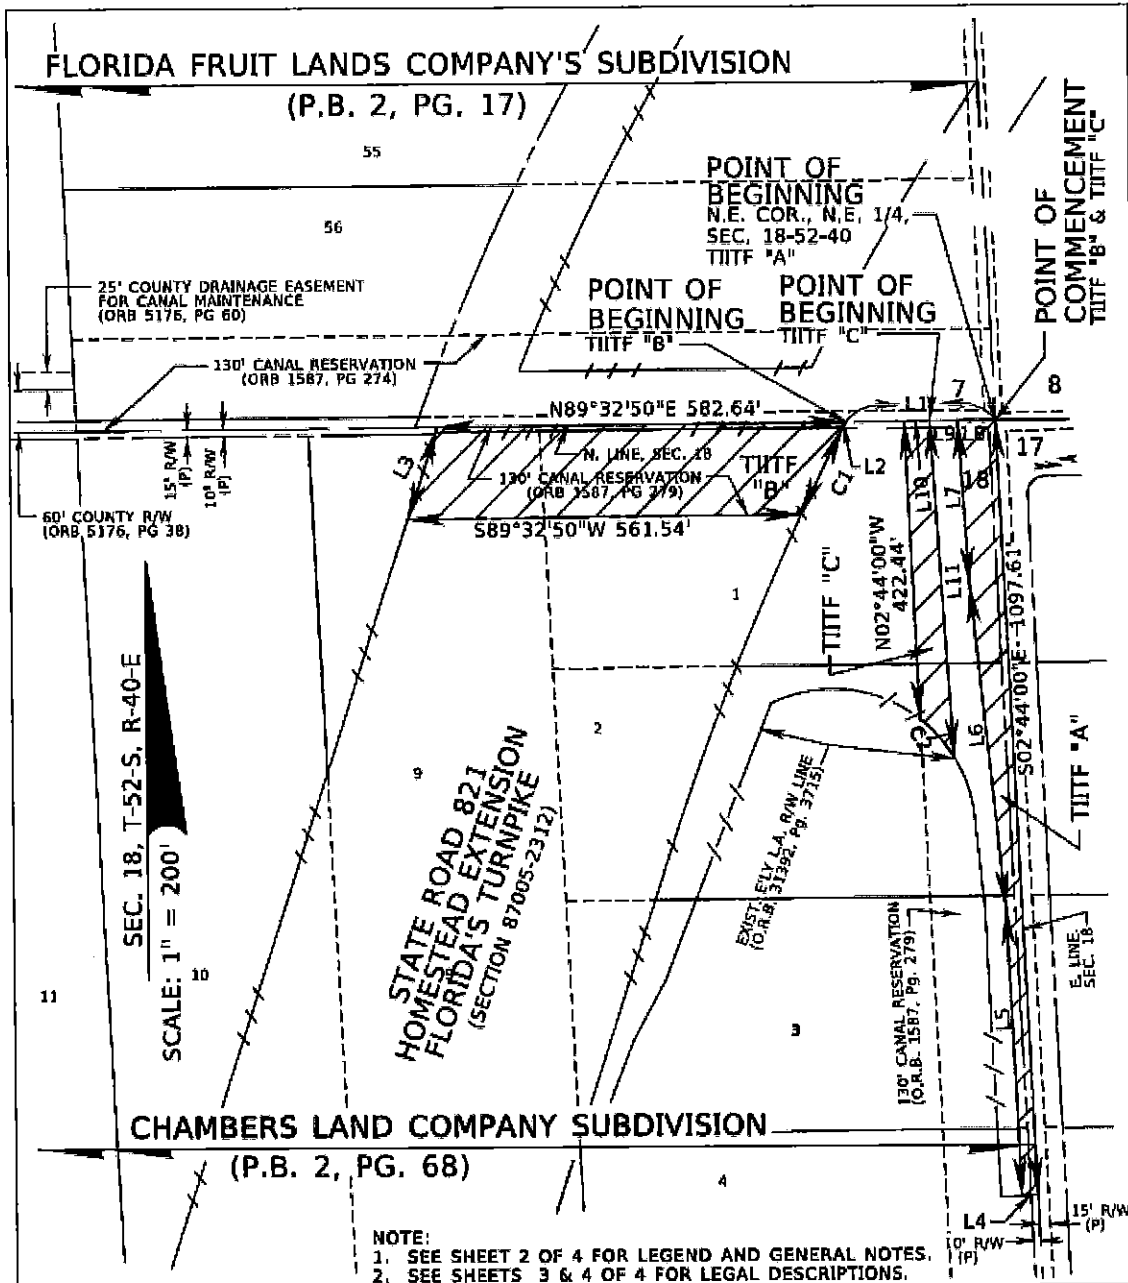 FLORIDA FRUIT LANDS COMPANY'S SUBDIVISION
(P.B. 2, PG. 17)
55
56
POINT OF
BEGINNING
N.E. COR., N.E. 1/4,
SEC. 18-52-40
TIITF "A"
POINT OF
COMMENCEMENT
TIITF "B" & TIITF "C"
25' COUNTY DRAINAGE EASEMENT
FOR CANAL MAINTENANCE
(ORB 5176, PG 60)
POINT OF
BEGINNING
TIITF "B"
POINT OF
BEGINNING
TIITF "C"
130' CANAL RESERVATION
(ORB 1587, PG 274)
7
8
N89°32'50"E 582.64'
L1
L9
L8
17
18
N. LINE, SEC. 18
130' CANAL RESERVATION
(ORB 1587, PG 279)
TIITF
"B"
L2
L3
C1
L10
L7
15' R/W
(P)
10' R/W
(P)
60' COUNTY R/W
(ORB 5176, PG 38)
S89°32'50"W 561.54'
1
TIITF "C"
N02°44'00"W
422.44'
L11
S02°44'00"E 1097.61'
L6
TIITF "A"
C2
2
9
SEC. 18, T-52-S, R-40-E
SCALE: 1" = 200'
STATE ROAD 821
HOMESTEAD EXTENSION
FLORIDA'S TURNPIKE
(SECTION 87005-2312)
EXIST. E'LY L.A. R/W LINE
(O.R.B. 31392, Pg. 3715)
130' CANAL RESERVATION
(O.R.B. 1587, Pg. 279)
E. LINE,
SEC. 18
10
11
3
L5
CHAMBERS LAND COMPANY SUBDIVISION
(P.B. 2, PG. 68)
4
L4
15' R/W
(P)
0' R/W
(P)
NOTE:
1. SEE SHEET 2 OF 4 FOR LEGEND AND GENERAL NOTES.
2. SEE SHEETS 3 & 4 OF 4 FOR LEGAL DESCRIPTIONS.